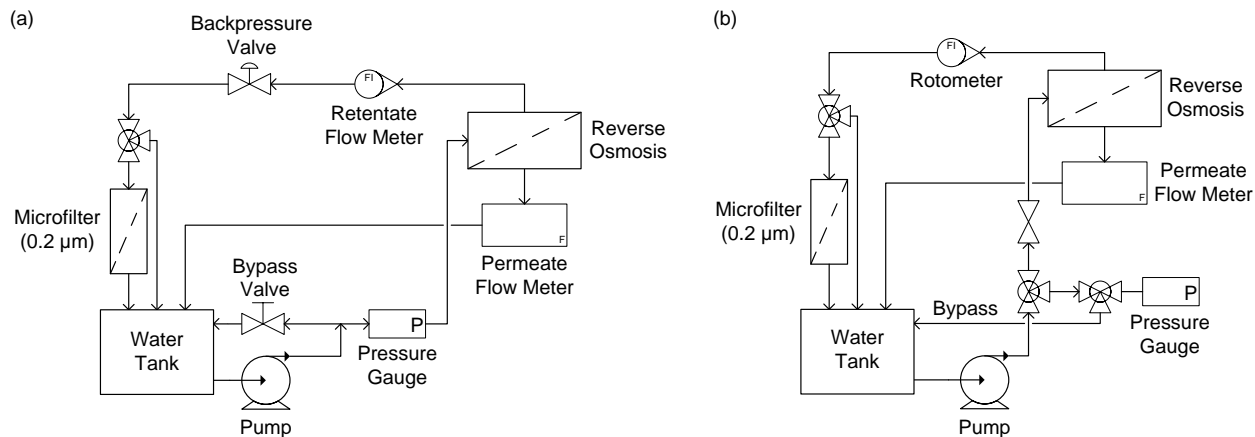 (a)
Backpressure
Valve
FI
Retentate
Flow Meter
Reverse
Osmosis
Microfilter
(0.2 µm)
F
Permeate
Flow Meter
Bypass
Valve
Water
Tank
P
Pressure
Gauge
Pump
(b)
FI
Rotometer
Reverse
Osmosis
Permeate
Flow Meter
F
Microfilter
(0.2 µm)
Bypass
P
Pressure
Gauge
Water
Tank
Pump